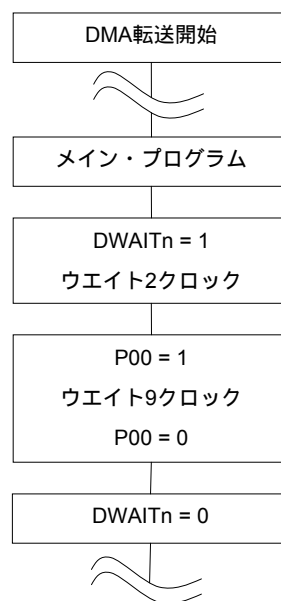 DMA転送開始
メイン・プログラム
DWAITn = 1
ウエイト2クロック
P00 = 1
ウエイト9クロック
P00 = 0
DWAITn = 0